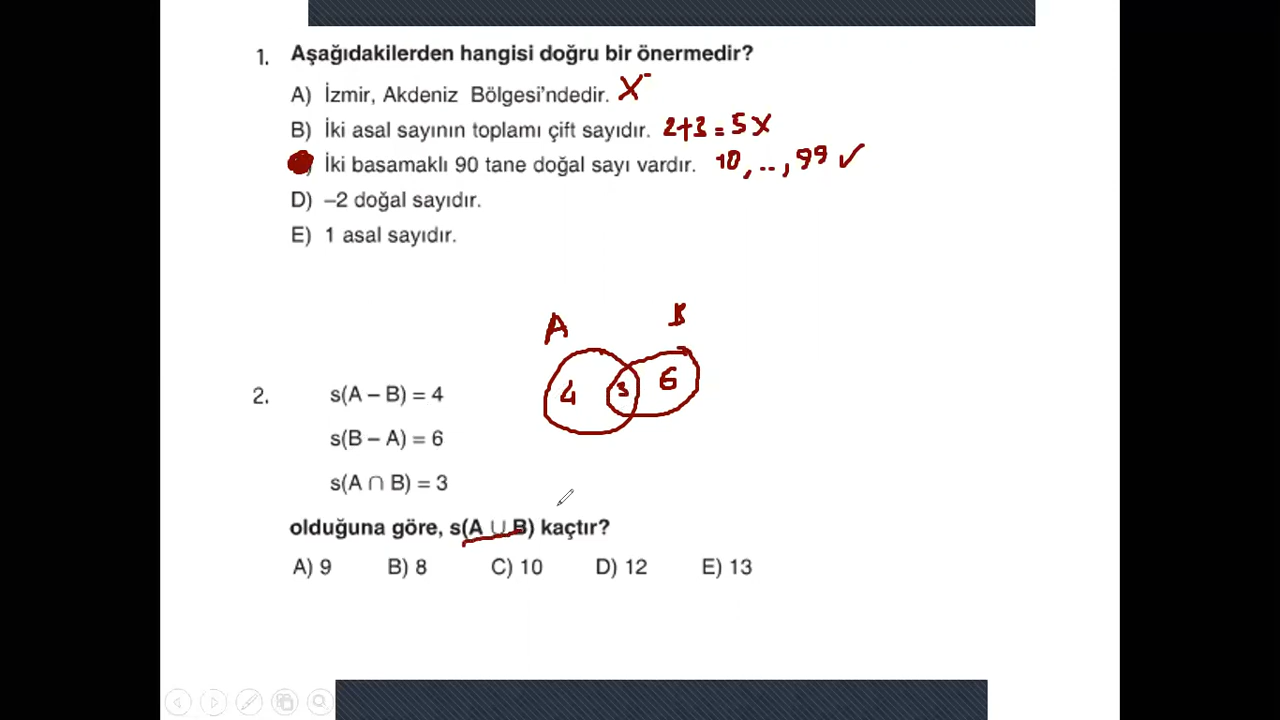 1. Aşağıdakilerden hangisi doğru bir önermedir?
A) İzmir, Akdeniz Bölgesi'ndedir. X
B) İki asal sayının toplamı çift sayıdır. 2+3=5 X
İki basamaklı 90 tane doğal sayı vardır. 10, .., 99 ✓
D) –2 doğal sayıdır.
E) 1 asal sayıdır.
A B
4 3 6
2. s(A – B) = 4
s(B – A) = 6
s(A ∩ B) = 3
olduğuna göre, s(A ∪ B) kaçtır?
A) 9 B) 8 C) 10 D) 12 E) 13